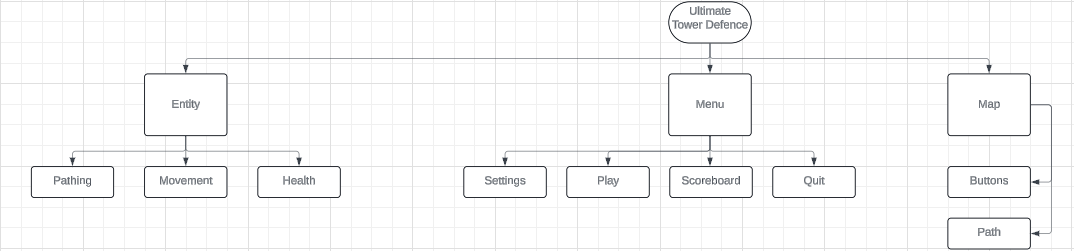 Ultimate
Tower Defence
Entity
Menu
Map
Pathing
Movement
Health
Settings
Play
Scoreboard
Quit
Buttons
Path